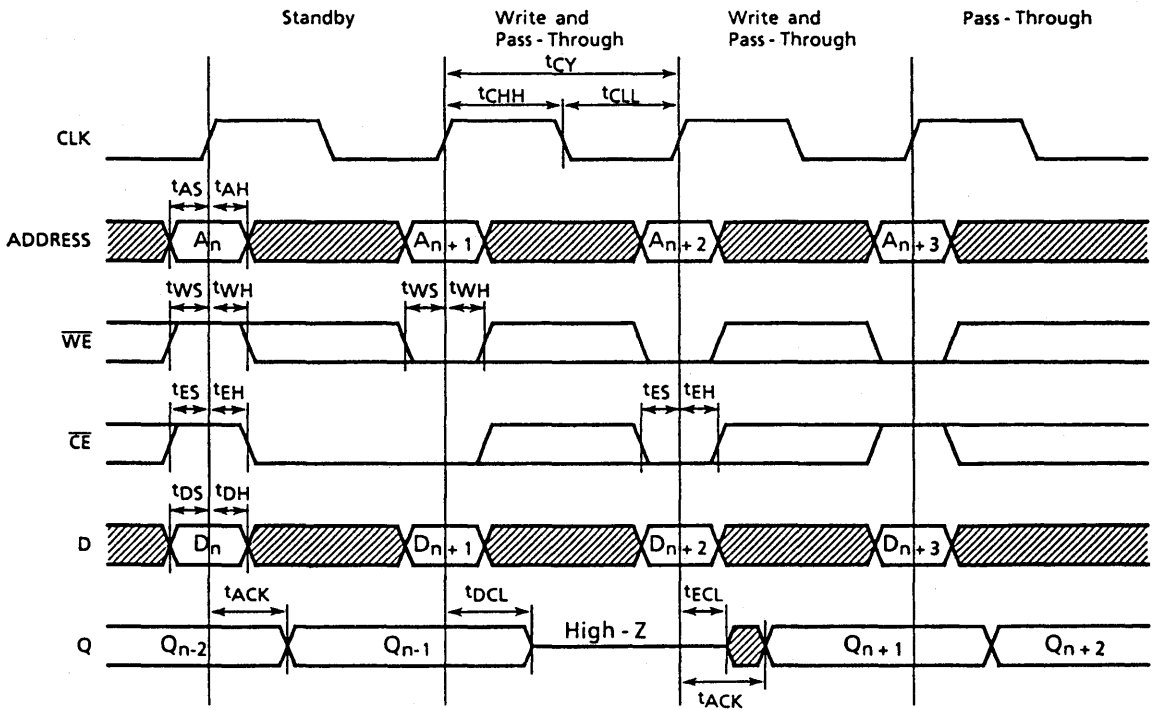 Standby
Write and
Pass - Through
Write and
Pass - Through
Pass - Through
tCY
tCHH
tCLL
CLK
tAS
tAH
ADDRESS
An
An + 1
An + 2
An + 3
tWS
tWH
tWS
tWH
WE
tES
tEH
tES
tEH
CE
tDS
tDH
D
Dn
Dn + 1
Dn + 2
Dn + 3
tACK
tDCL
tECL
Q
Qn-2
Qn-1
High - Z
Qn + 1
Qn + 2
tACK